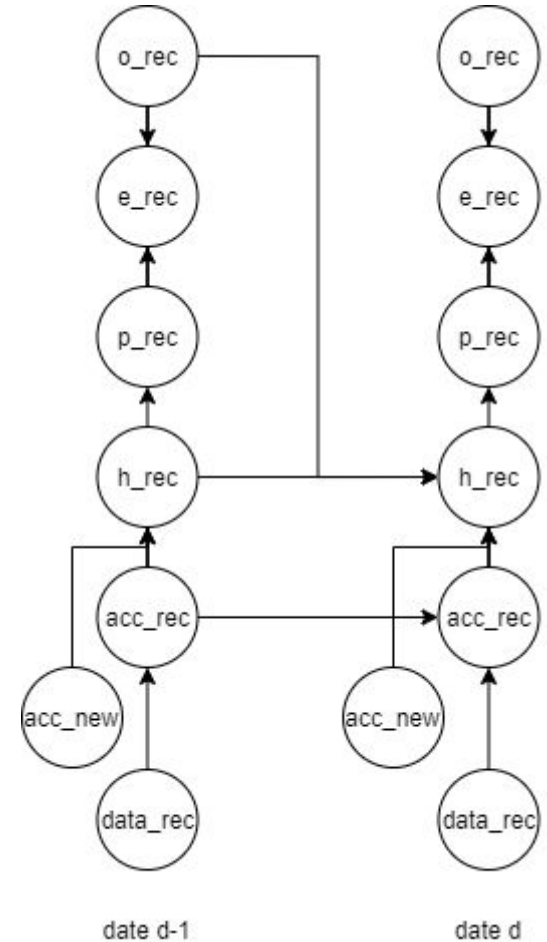 o_rec
o_rec
e_rec
e_rec
p_rec
p_rec
h_rec
h_rec
acc_rec
acc_rec
acc_new
acc_new
data_rec
data_rec
date d-1
date d